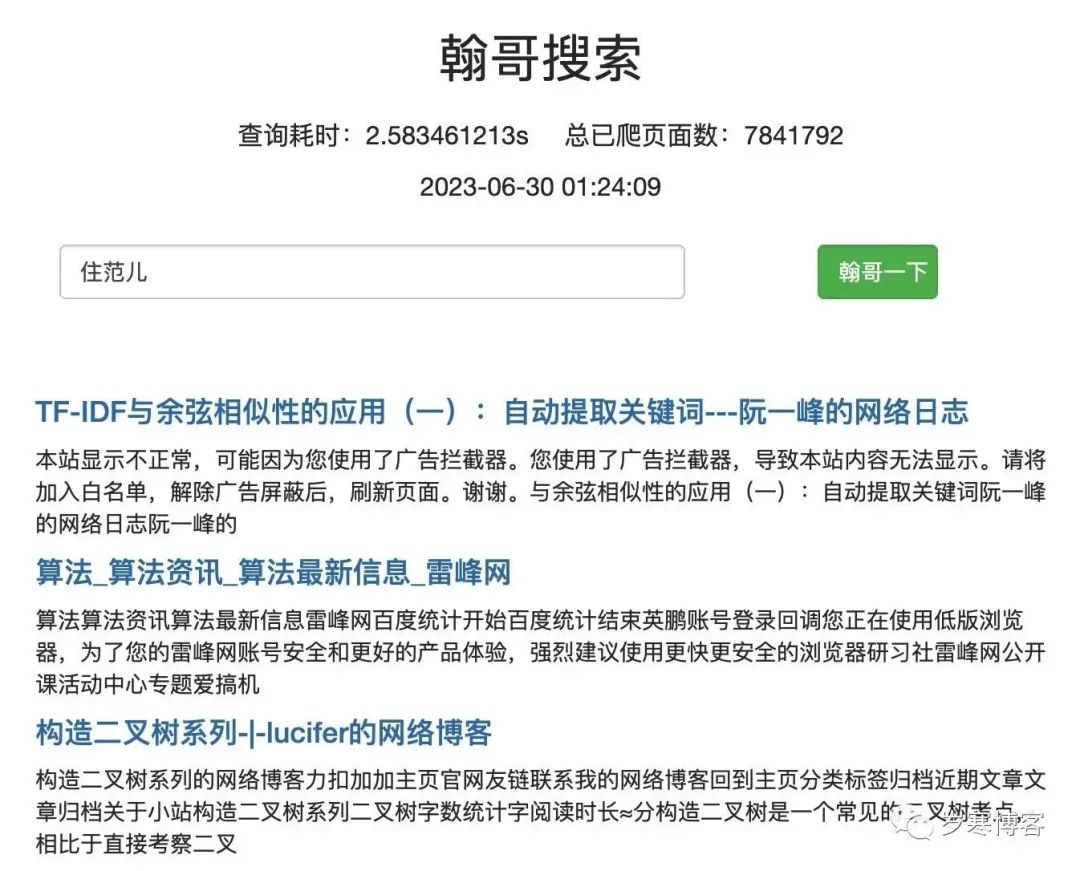 翰哥搜索
查询耗时：2.583461213s 总已爬页面数：7841792
2023-06-30 01:24:09
住范儿 翰哥一下
TF-IDF与余弦相似性的应用（一）：自动提取关键词---阮一峰的网络日志
本站显示不正常，可能因为您使用了广告拦截器。您使用了广告拦截器，导致本站内容无法显示。请将
加入白名单，解除广告屏蔽后，刷新页面。谢谢。与余弦相似性的应用（一）：自动提取关键词阮一峰
的网络日志阮一峰的
算法_算法资讯_算法最新信息_雷峰网
算法算法资讯算法最新信息雷峰网百度统计开始百度统计结束英鹏账号登录回调您正在使用低版浏览
器，为了您的雷峰网账号安全和更好的产品体验，强烈建议使用更快更安全的浏览器研习社雷峰网公开
课活动中心专题爱搞机
构造二叉树系列-|-lucifer的网络博客
构造二叉树系列的网络博客力扣加加主页官网友链联系我的网络博客回到主页分类标签归档近期文章文
章归档关于小站构造二叉树系列二叉树字数统计字阅读时长≈分构造二叉树是一个常见的二叉树考点，
相比于直接考察二叉
岁寒博客